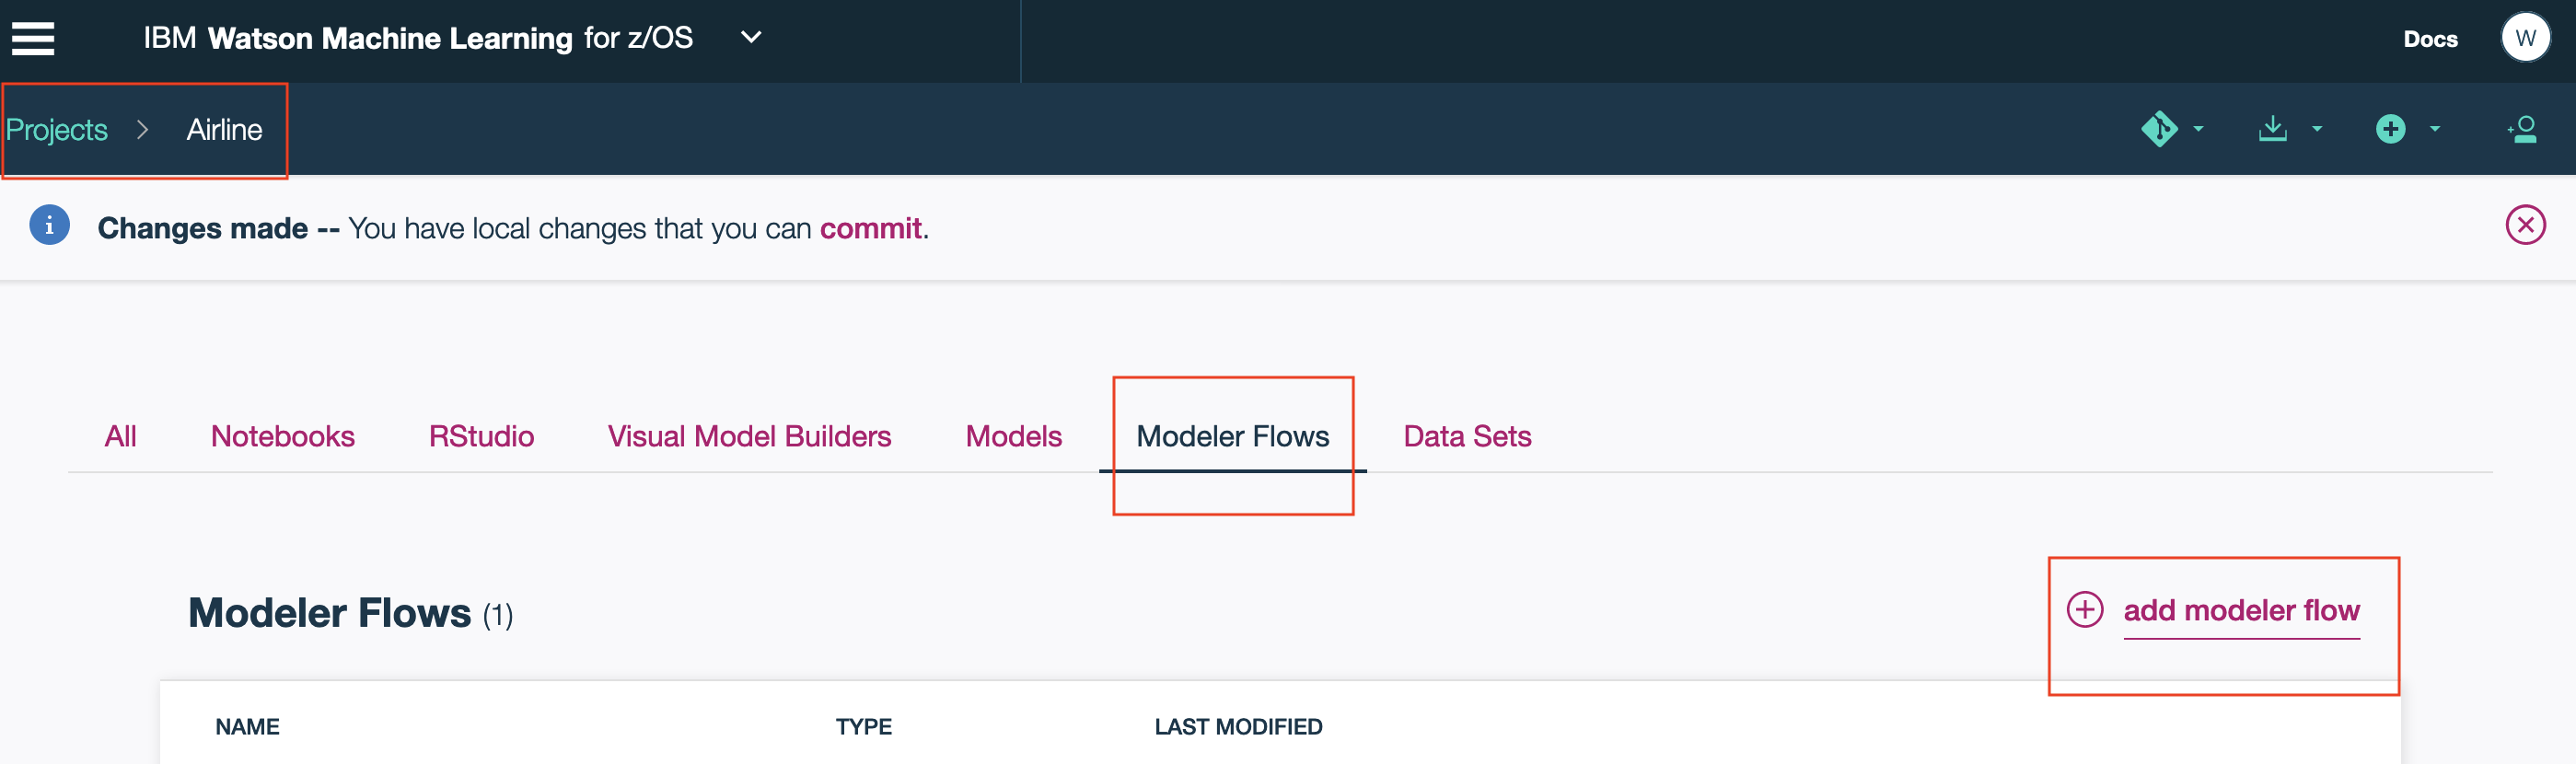 IBM Watson Machine Learning for z/OS
Docs
W
Projects > Airline
Changes made -- You have local changes that you can commit.
All Notebooks RStudio Visual Model Builders Models Modeler Flows Data Sets
Modeler Flows (1)
add modeler flow
NAME TYPE LAST MODIFIED